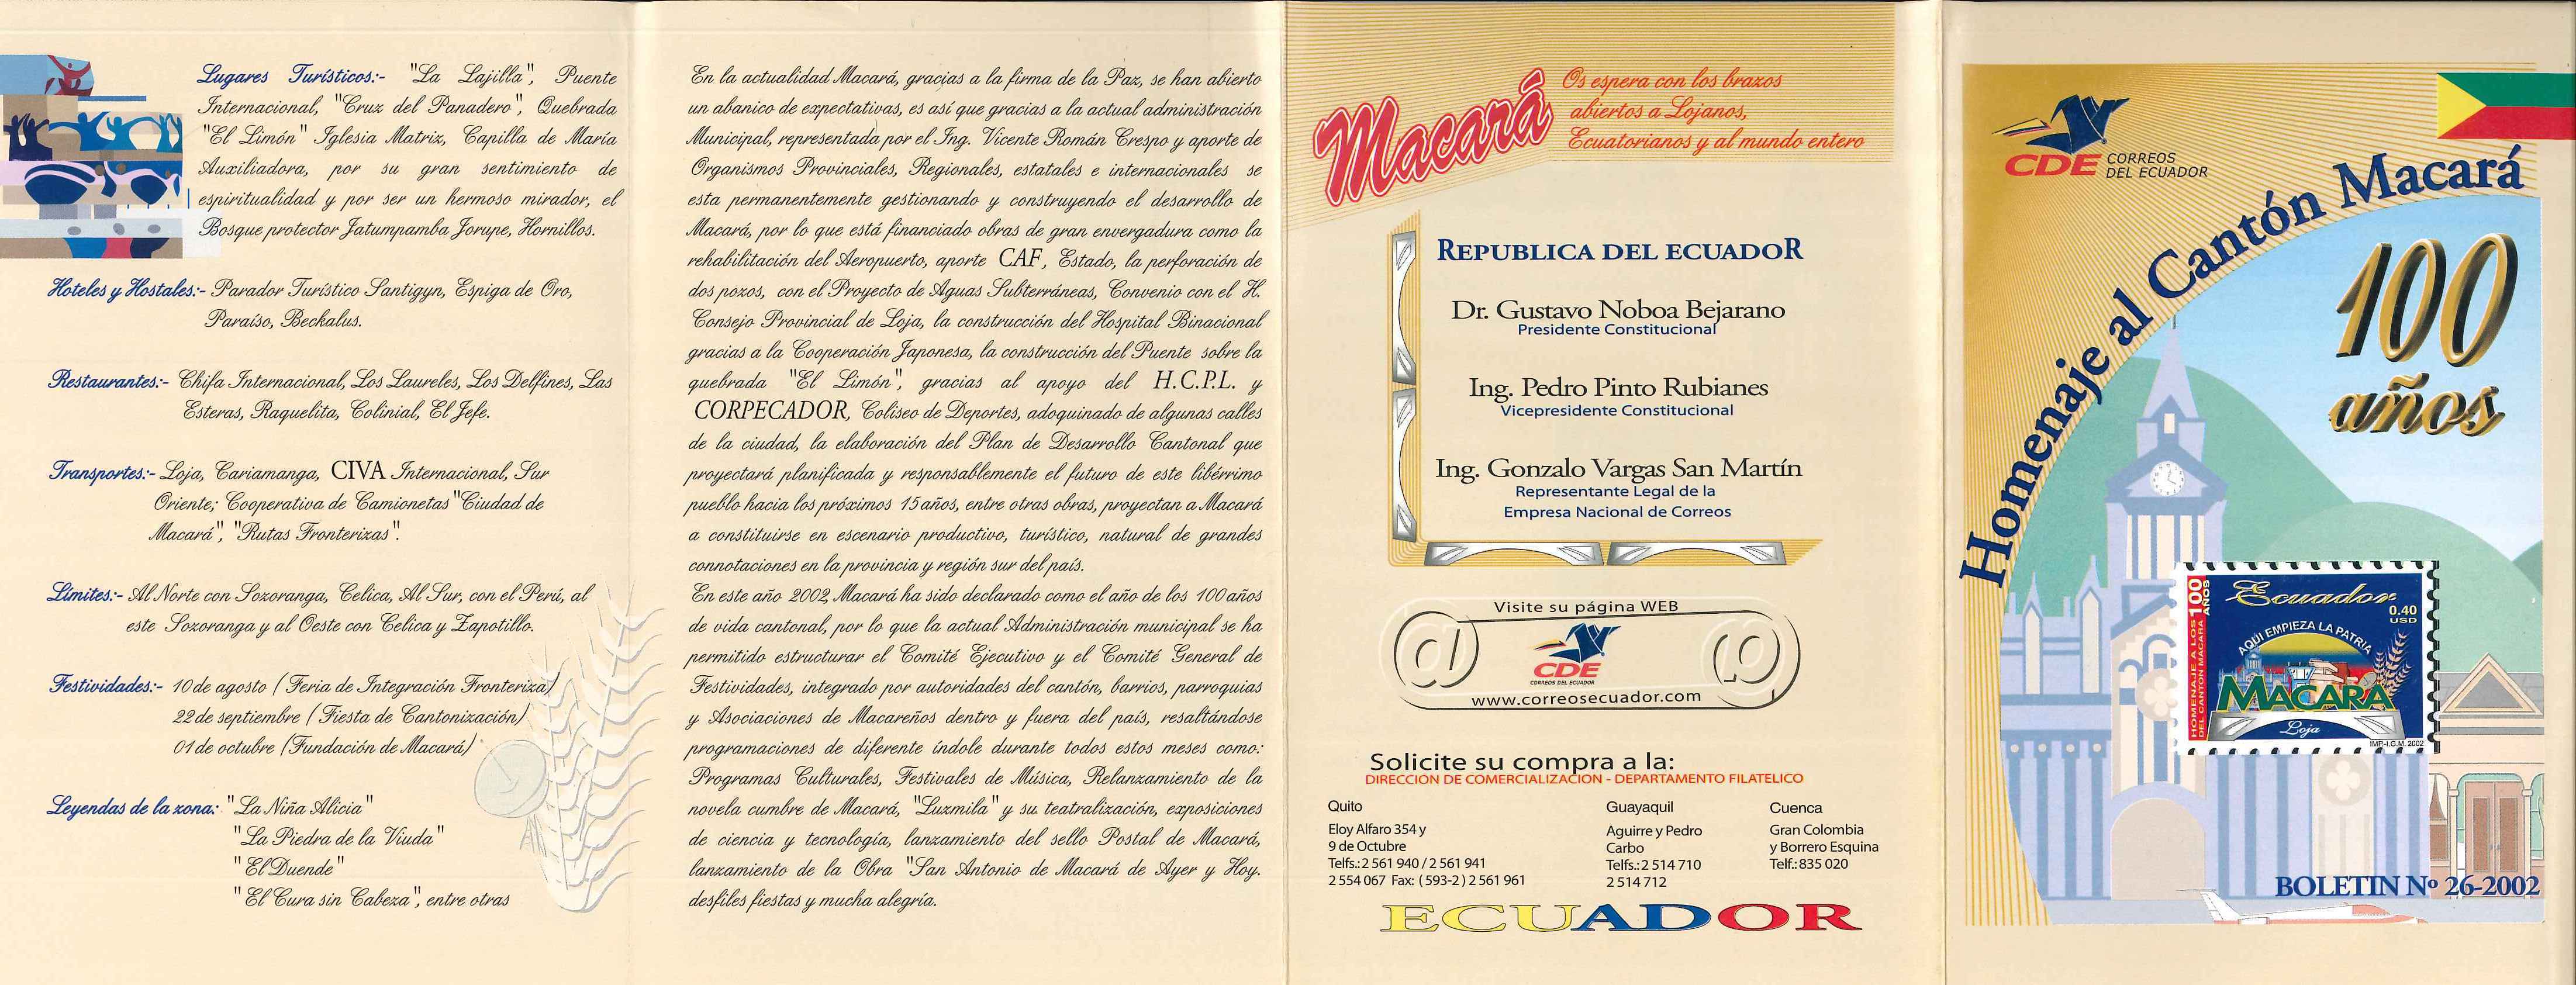 Lugares Turísticos:- "La Lajilla", Puente
Internacional, "Cruz del Panadero", Quebrada
"El Limón" Iglesia Matriz, Capilla de María
Auxiliadora, por su gran sentimiento de
espiritualidad y por ser un hermoso mirador, el
Bosque protector Jatumpamba Jorupe, Hornillos.
Hoteles y Hostales:- Parador Turístico Santigyn, Espiga de Oro,
Paraíso, Beckalus.
Restaurantes:- Chifa Internacional, Los Laureles, Los Delfines, Las
Esteras, Raquelita, Colinial, El Jefe.
Transportes:- Loja, Cariamanga, CIVA Internacional, Sur
Oriente; Cooperativa de Camionetas "Ciudad de
Macará", "Rutas Fronterizas".
Límites:- Al Norte con Sozoranga, Celica, Al Sur, con el Perú, al
este Sozoranga y al Oeste con Celica y Zapotillo.
Festividades:- 10 de agosto (Feria de Integración Fronteriza)
22 de septiembre (Fiesta de Cantonización)
01 de octubre (Fundación de Macará)
Leyendas de la zona: "La Niña Alicia"
"La Piedra de la Viuda"
"El Duende"
"El Cura sin Cabeza", entre otras
En la actualidad Macará, gracias a la firma de la Paz, se han abierto
un abanico de expectativas, es así que gracias a la actual administración
Municipal, representada por el Ing. Vicente Román Crespo y aporte de
Organismos Provinciales, Regionales, estatales e internacionales se
esta permanentemente gestionando y construyendo el desarrollo de
Macará, por lo que está financiado obras de gran envergadura como la
rehabilitación del Aeropuerto, aporte CAF, Estado, la perforación de
dos pozos, con el Proyecto de Aguas Subterráneas, Convenio con el H.
Consejo Provincial de Loja, la construcción del Hospital Binacional
gracias a la Cooperación Japonesa, la construcción del Puente sobre la
quebrada "El Limón", gracias al apoyo del H.C.P.L. y
CORPECADOR, Coliseo de Deportes, adoquinado de algunas calles
de la ciudad, la elaboración del Plan de Desarrollo Cantonal que
proyectará planificada y responsablemente el futuro de este libérrimo
pueblo hacia los próximos 15 años, entre otras obras, proyectan a Macará
a constituirse en escenario productivo, turístico, natural de grandes
connotaciones en la provincia y región sur del país.
En este año 2002, Macará ha sido declarado como el año de los 100 años
de vida cantonal, por lo que la actual Administración municipal se ha
permitido estructurar el Comité Ejecutivo y el Comité General de
Festividades, integrado por autoridades del cantón, barrios, parroquias
y Asociaciones de Macareños dentro y fuera del país, resaltándose
programaciones de diferente índole durante todos estos meses como:
Programas Culturales, Festivales de Música, Relanzamiento de la
novela cumbre de Macará, "Luzmila" y su teatralización, exposiciones
de ciencia y tecnología, lanzamiento del sello Postal de Macará,
lanzamiento de la Obra "San Antonio de Macará de Ayer y Hoy.
desfiles fiestas y mucha alegría.
Macará
Os espera con los brazos
abiertos a Lojanos,
Ecuatorianos y al mundo entero
REPUBLICA DEL ECUADOR
Dr. Gustavo Noboa Bejarano
Presidente Constitucional
Ing. Pedro Pinto Rubianes
Vicepresidente Constitucional
Ing. Gonzalo Vargas San Martín
Representante Legal de la
Empresa Nacional de Correos
Visite su página WEB
CDE
CORREOS DEL ECUADOR
www.correosecuador.com
Solicite su compra a la:
DIRECCION DE COMERCIALIZACION - DEPARTAMENTO FILATELICO
Quito
Eloy Alfaro 354 y
9 de Octubre
Telfs.: 2 561 940 / 2 561 941
2 554 067 Fax: (593-2) 2 561 961
Guayaquil
Aguirre y Pedro
Carbo
Telfs.: 2 514 710
2 514 712
Cuenca
Gran Colombia
y Borrero Esquina
Telf.: 835 020
ECUADOR
CDE CORREOS
DEL ECUADOR
Homenaje al Cantón Macará
100
años
HOMENAJE A LOS 100
DEL CANTON MACARA AÑOS
Ecuador
0.40
USD
AQUI EMPIEZA LA PATRIA
MACARA
Loja
IMP-I.G.M. 2002
BOLETIN Nº 26-2002